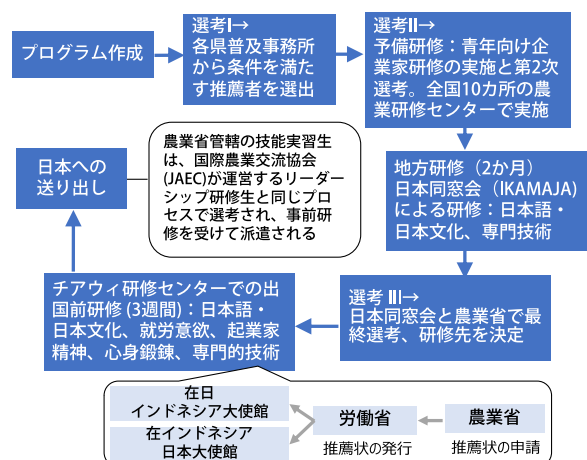 プログラム作成
選考Ⅰ→
各県普及事務所
から条件を満た
す推薦者を選出
選考Ⅱ→
予備研修：青年向け企
業家研修の実施と第2次
選考。全国10カ所の農
業研修センターで実施
地方研修（2か月）
日本同窓会（IKAMAJA)
による研修：日本語・
日本文化、専門技術
選考 Ⅲ→
日本同窓会と農業省で最
終選考、研修先を決定
チアウィ研修センターでの出
国前研修 (3週間)：日本語・
日本文化、就労意欲、起業家
精神、心身鍛錬、専門的技術
日本への
送り出し
農業省管轄の技能実習生
は、国際農業交流協会
(JAEC)が運営するリーダー
シップ研修生と同じプロ
セスで選考され、事前研
修を受けて派遣される
在日
インドネシア大使館
在インドネシア
日本大使館
労働省
推薦状の発行
農業省
推薦状の申請